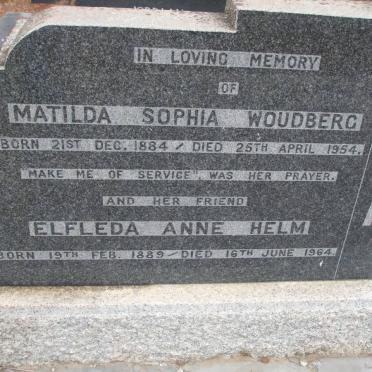 IN LOVING MEMORY
OF
MATILDA SOPHIA WOUDBERG
BORN 21ST DEC. 1884 / DIED 25TH APRIL 1954.
MAKE ME OF SERVICE", WAS HER PRAYER.
AND HER FRIEND
ELFLEDA ANNE HELM
BORN 19TH FEB. 1889 / DIED 16TH JUNE 1964.